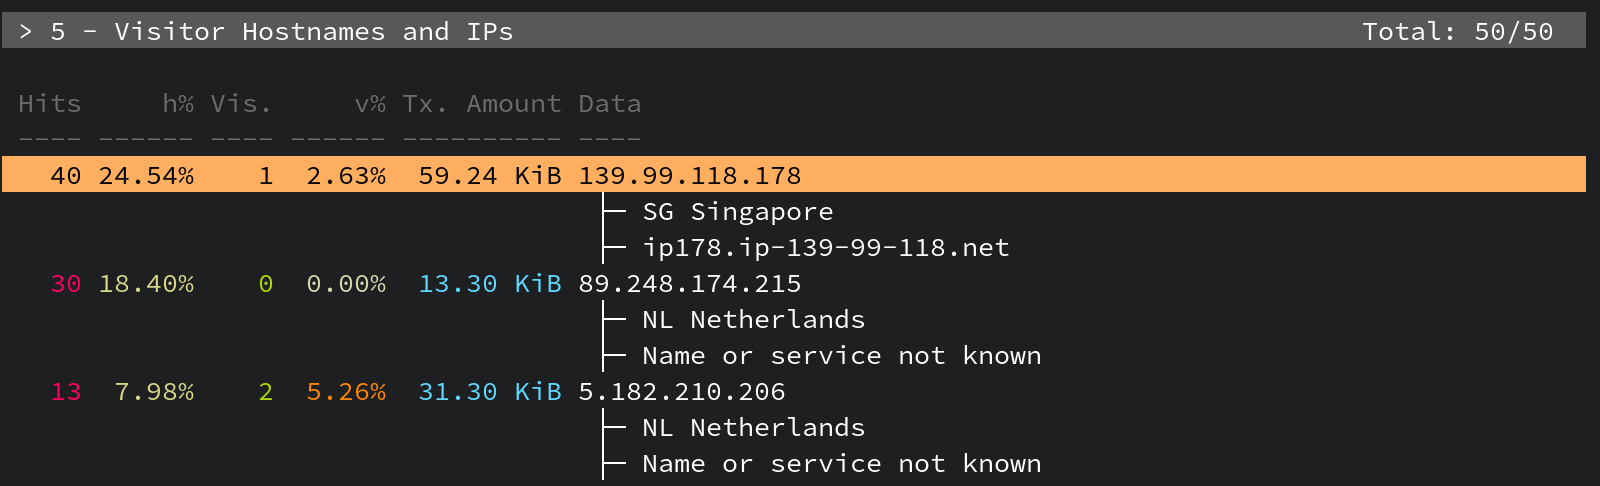 > 5 - Visitor Hostnames and IPs Total: 50/50
Hits h% Vis. v% Tx. Amount Data
---- ------ ---- ------ ---------- ----
40 24.54% 1 2.63% 59.24 KiB 139.99.118.178
├─ SG Singapore
├─ ip178.ip-139-99-118.net
30 18.40% 0 0.00% 13.30 KiB 89.248.174.215
├─ NL Netherlands
├─ Name or service not known
13 7.98% 2 5.26% 31.30 KiB 5.182.210.206
├─ NL Netherlands
├─ Name or service not known